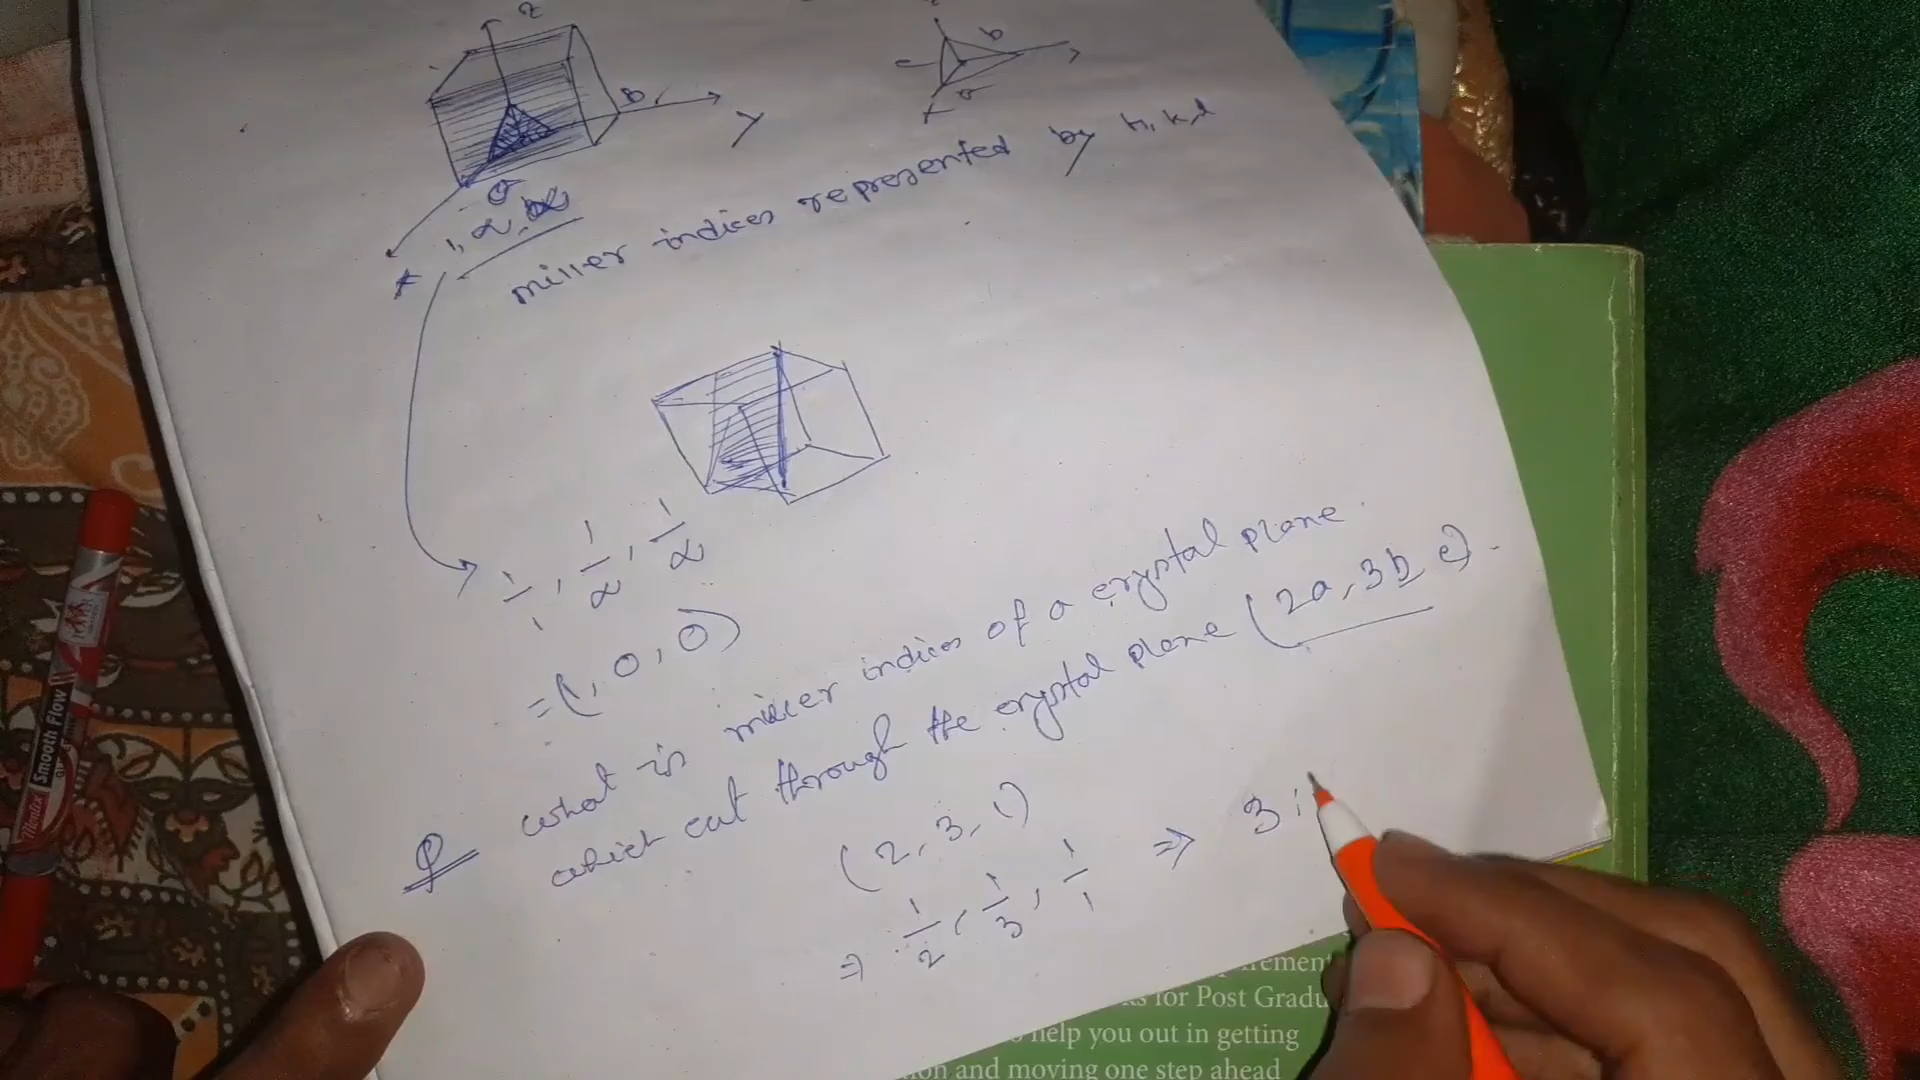 z
B
y
b
a
1, α, α
miller indices represented by h, k, l
1/1, 1/α, 1/α
=(1, 0, 0)
Q what is miller indices of a crystal plane
which cut through the crystal plane (2a, 3b c).
(2, 3, 1)
⇒ 1/2, 1/3, 1/1 ⇒ 3 :
Smooth Flow
for Post Gradu
help you out in getting
and moving one step ahead